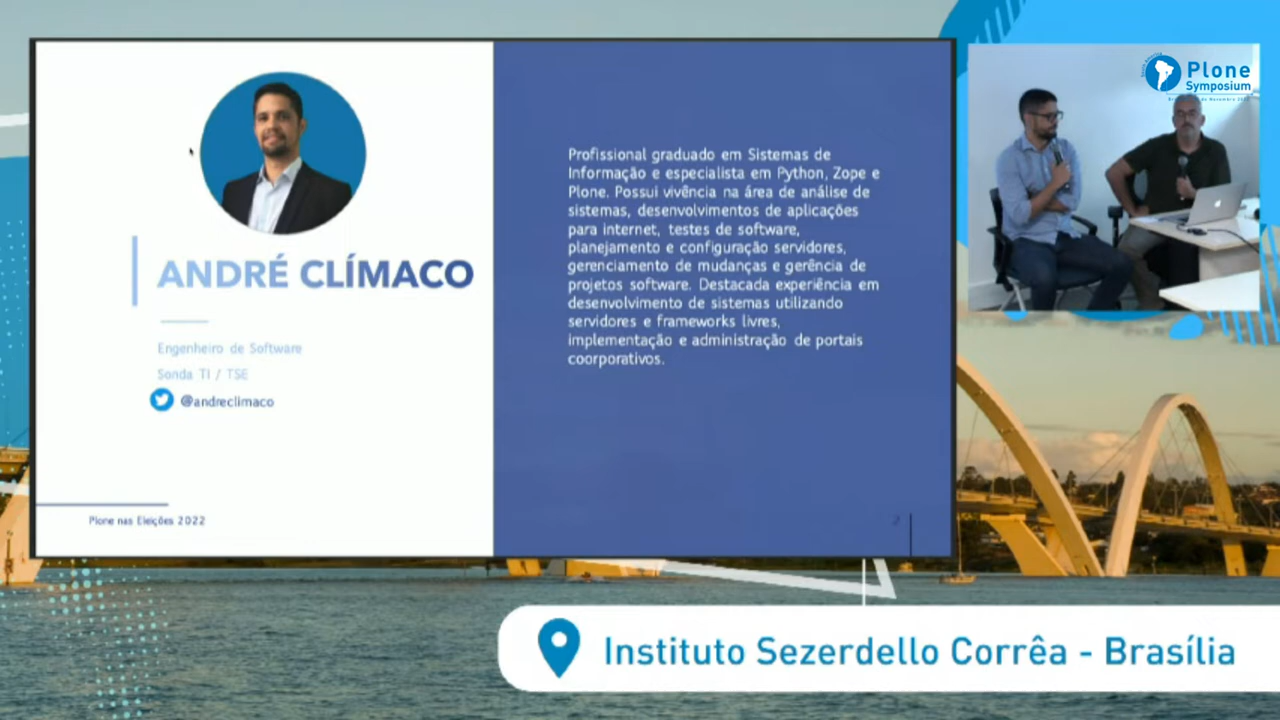 ANDRÉ CLÍMACO
Engenheiro de Software
Sonda TI / TSE
@andreclimaco
Plone nas Eleições 2022
Profissional graduado em Sistemas de
Informação e especialista em Python, Zope e
Plone. Possui vivência na área de análise de
sistemas, desenvolvimentos de aplicações
para internet, testes de software,
planejamento e configuração servidores,
gerenciamento de mudanças e gerência de
projetos software. Destacada experiência em
desenvolvimento de sistemas utilizando
servidores e frameworks livres,
implementação e administração de portais
coorporativos.
Plone
Symposium
Instituto Sezerdello Corrêa - Brasília